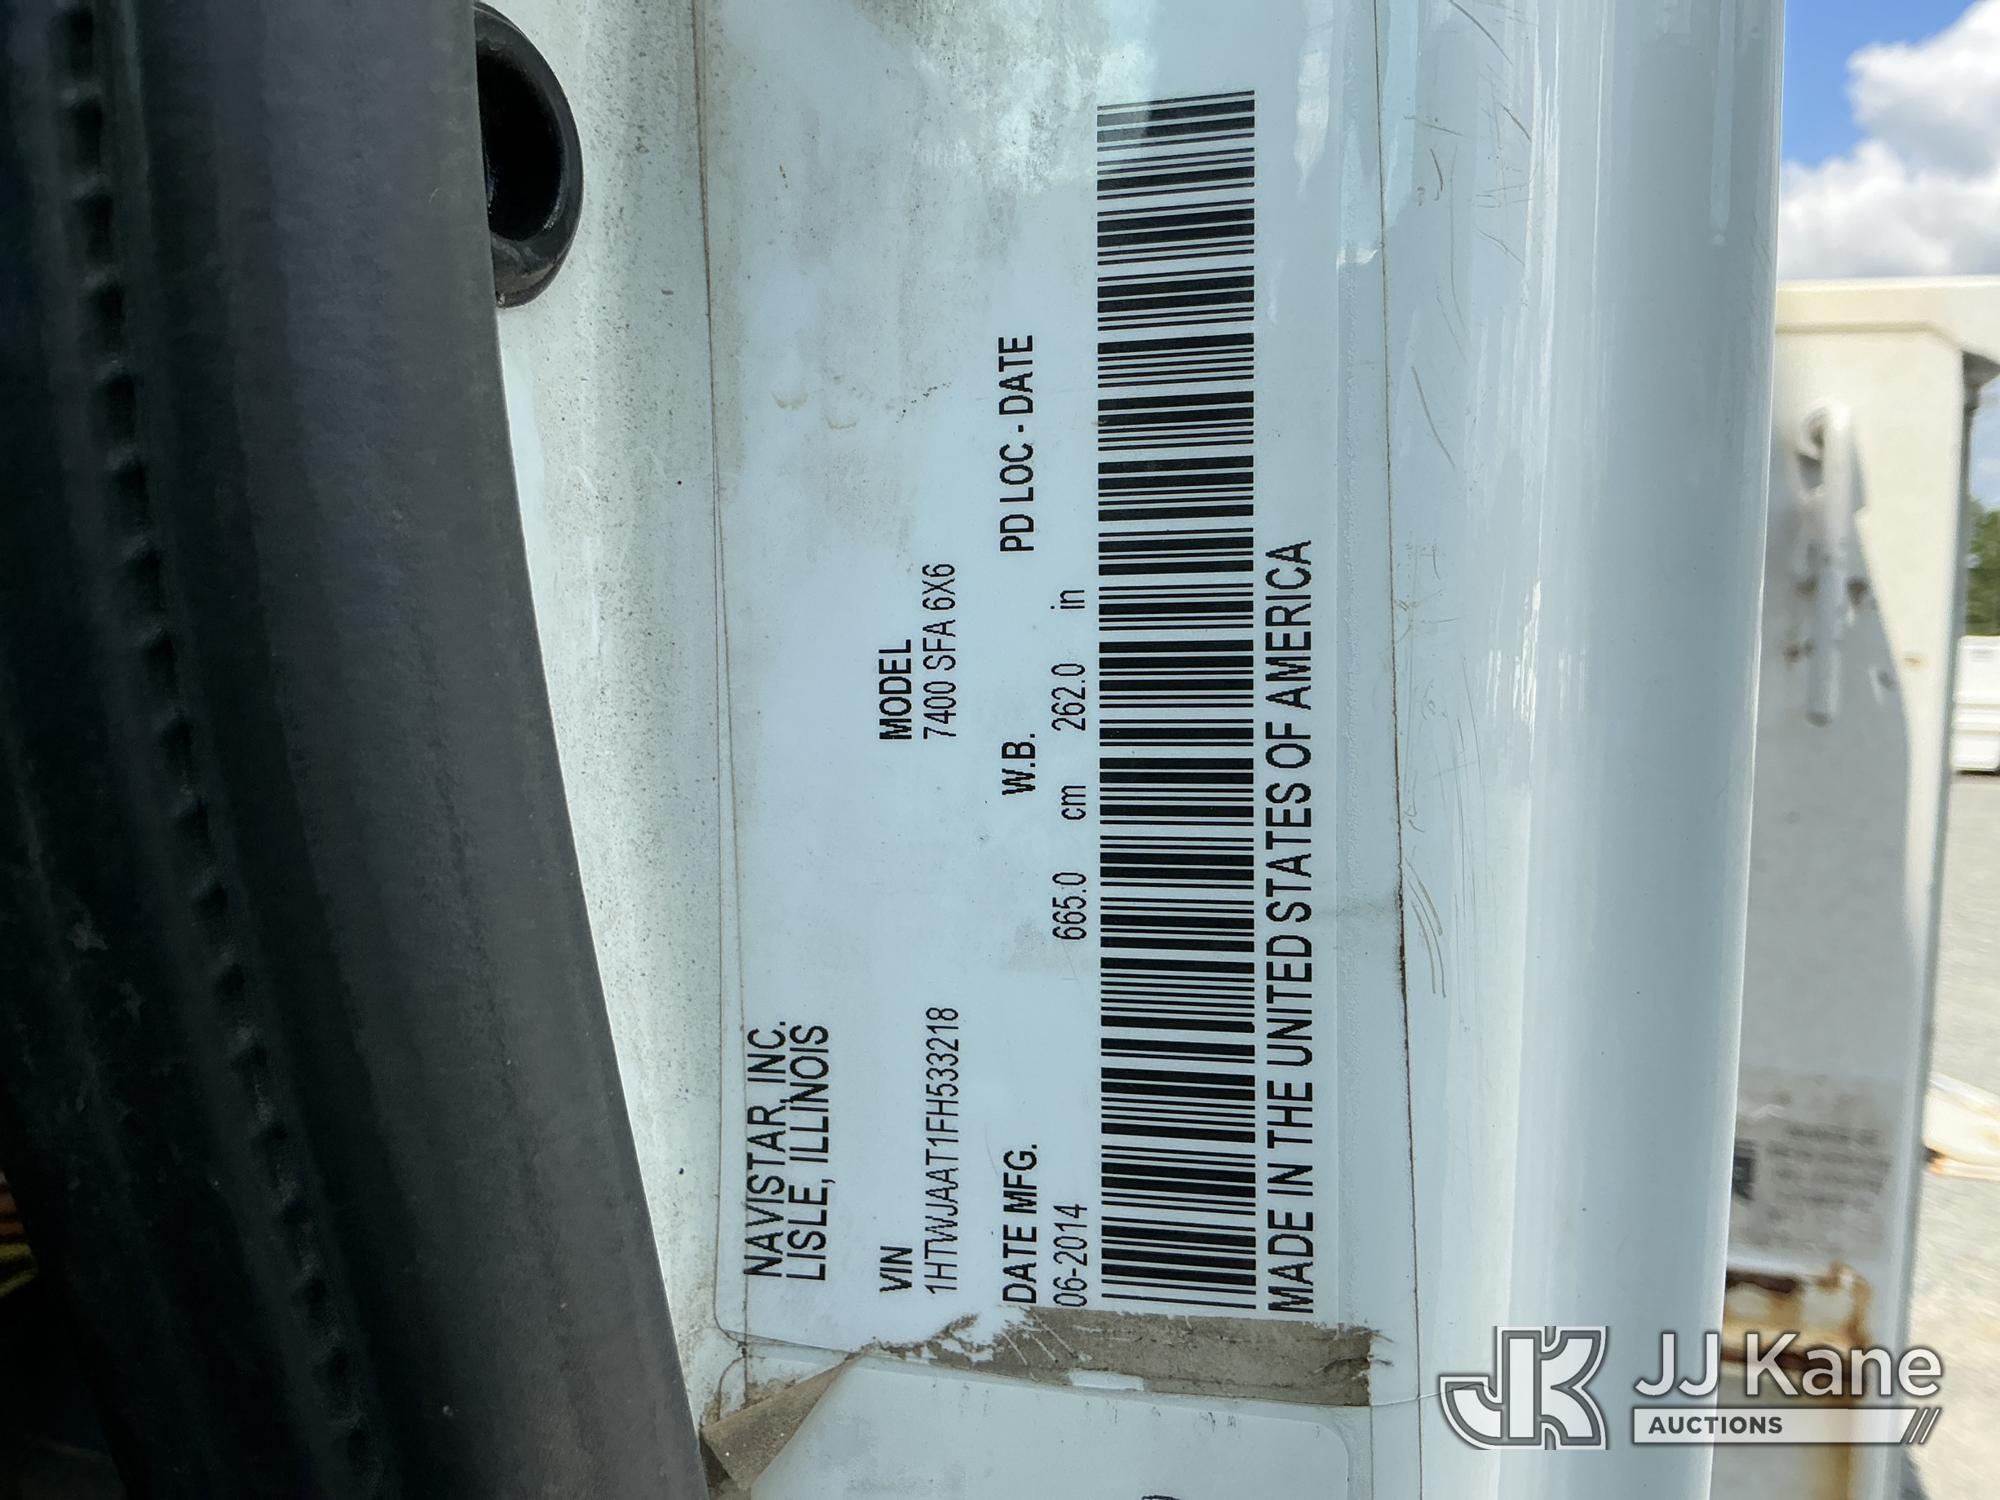 NAVISTAR, INC.
LISLE, ILLINOIS
VIN MODEL
1HTWJAAT1FH533218 7400 SFA 6X6
DATE MFG. W.B. PD LOC - DATE
06-2014 665.0 cm 262.0 in
MADE IN THE UNITED STATES OF AMERICA
JK JJ Kane
AUCTIONS